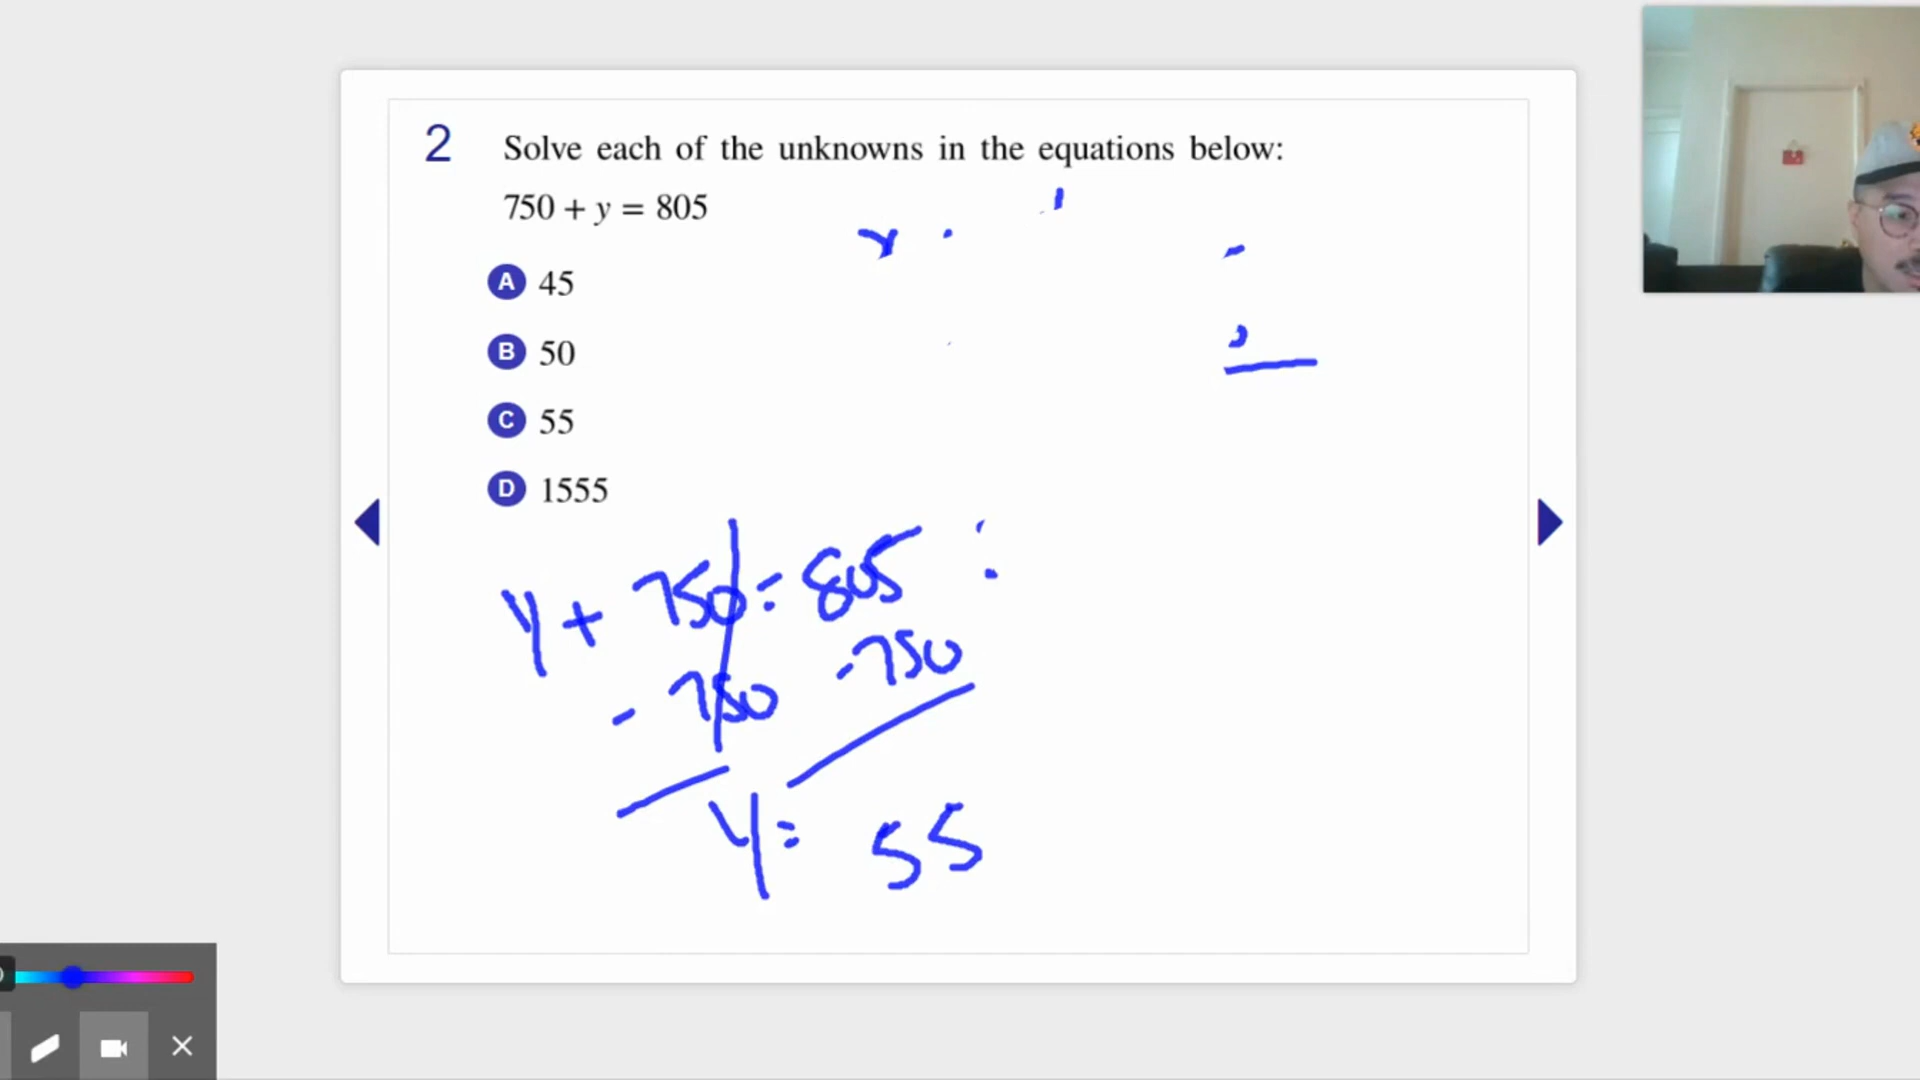 2 Solve each of the unknowns in the equations below:
750 + y = 805
A 45
B 50
C 55
D 1555
y + 750 = 805
- 750 -750
y = 55